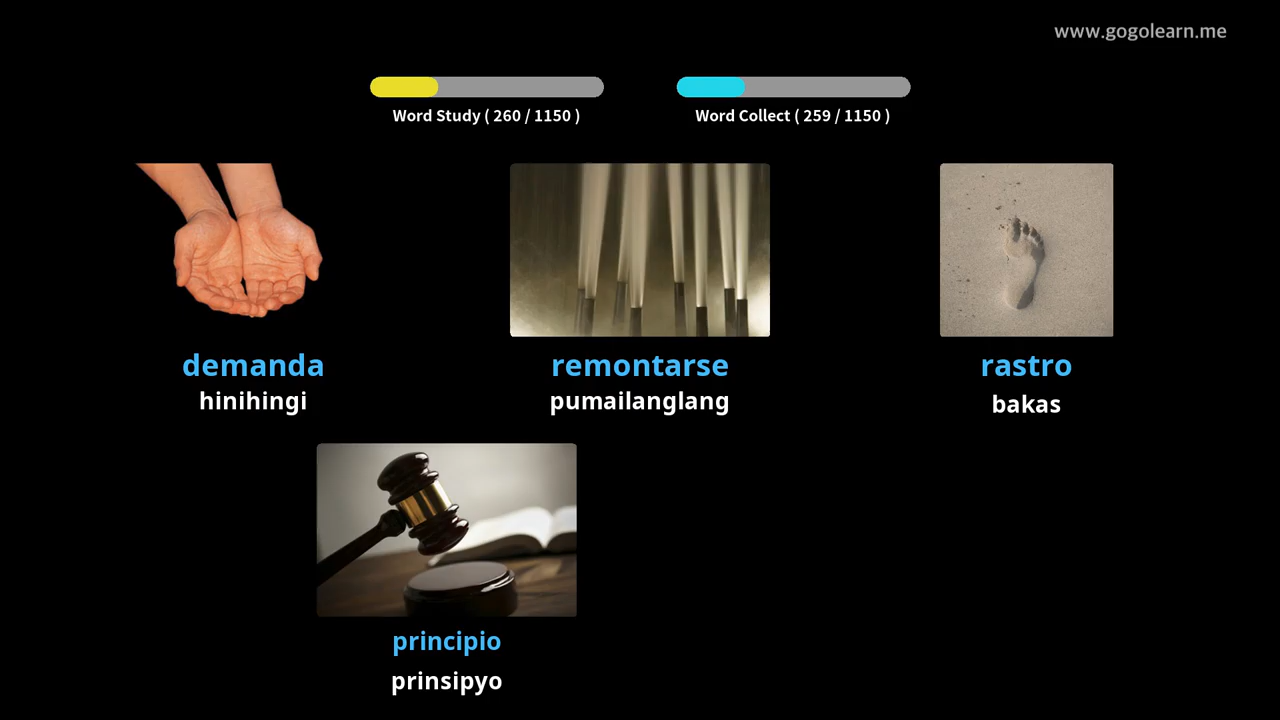 www.gogolearn.me
Word Study ( 260 / 1150 )
Word Collect ( 259 / 1150 )
demanda
hinihingi
remontarse
pumailanglang
rastro
bakas
principio
prinsipyo